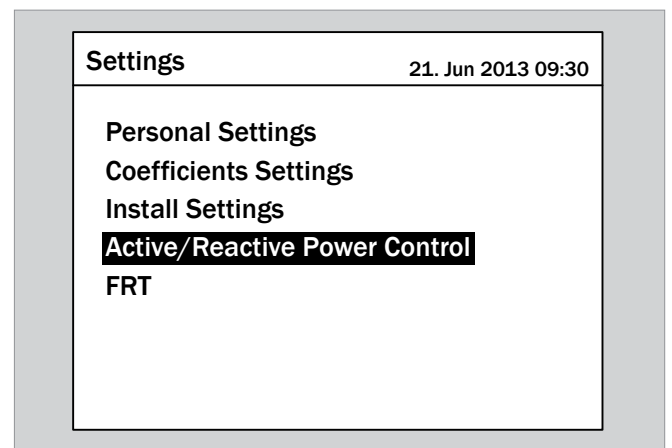 Settings
21. Jun 2013 09:30
Personal Settings
Coefficients Settings
Install Settings
Active/Reactive Power Control
FRT